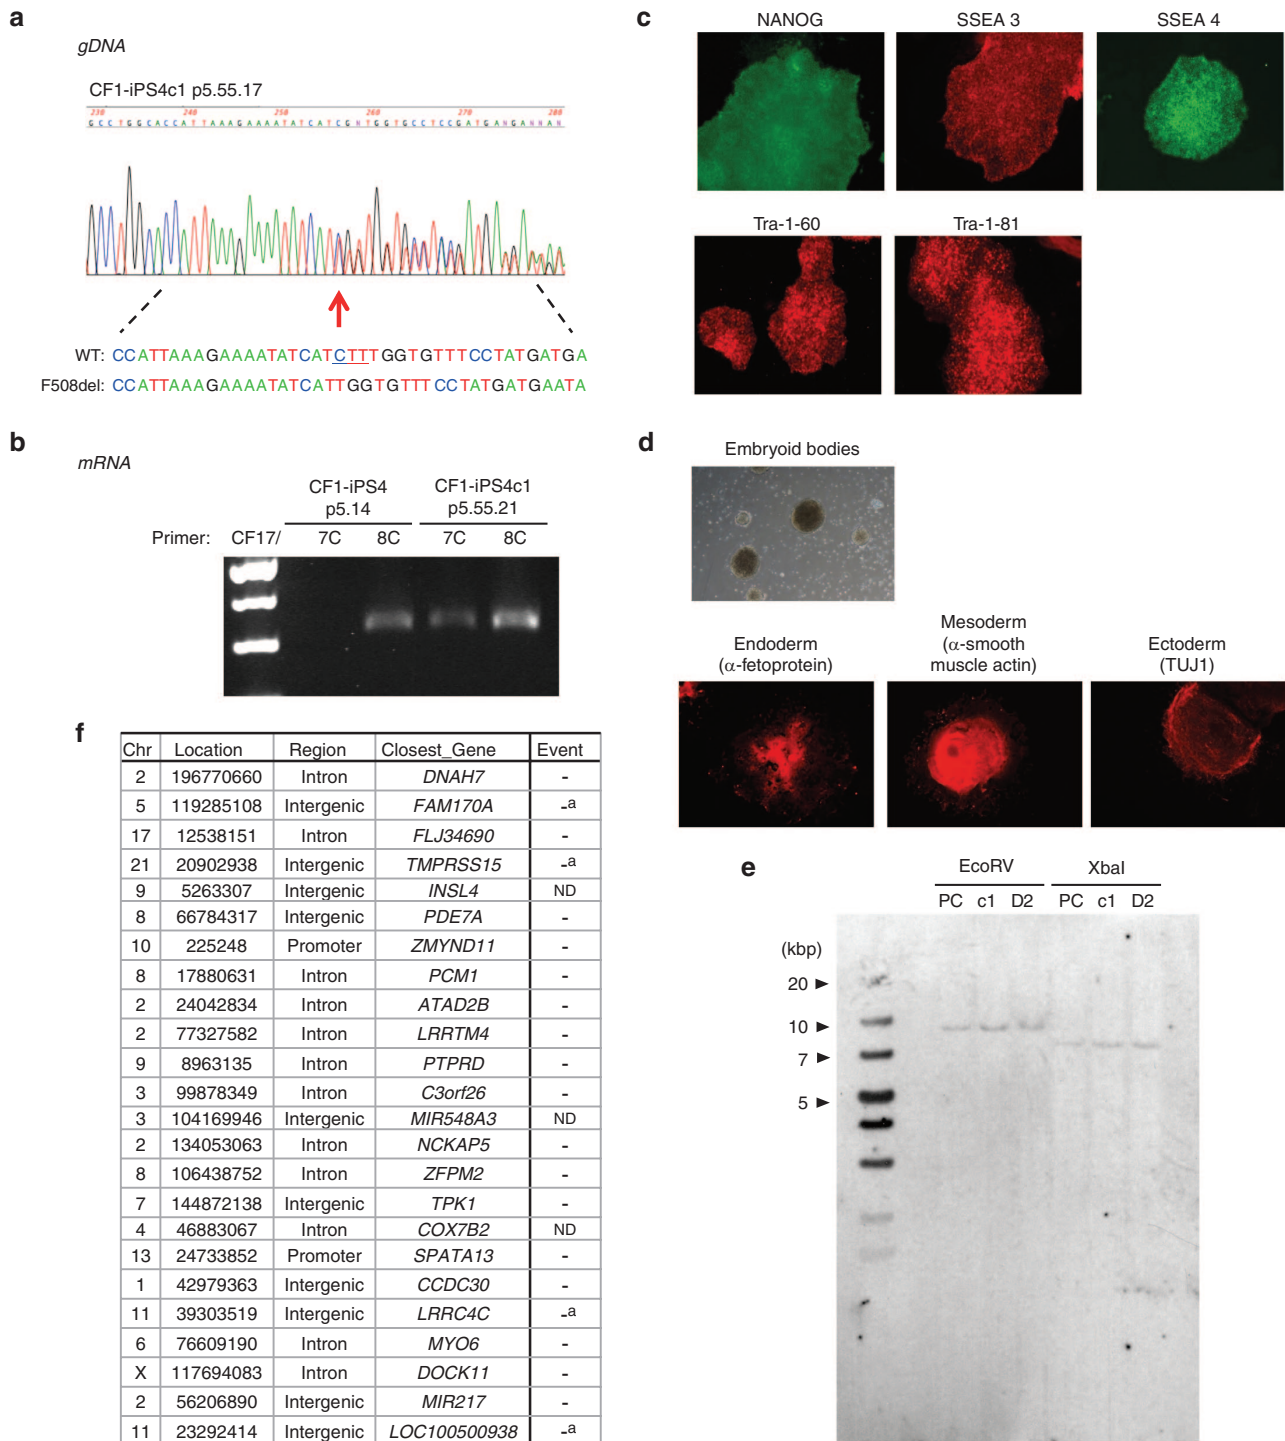 a
gDNA
CF1-iPS4c1 p5.55.17
230 240 250 260 270 280
GCCTGGCACCATTAAAGAAAATATCATCGNTGGTGCCTCCGATGANGANNAN
WT: CCATTAAAGAAAATATCATCTTTGGTGTTTCCTATGATGA
F508del: CCATTAAAGAAAATATCATTGGTGTTTCCTATGATGAATA
b
mRNA
CF1-iPS4 CF1-iPS4c1
p5.14 p5.55.21
Primer: CF17/ 7C 8C 7C 8C
c
NANOG SSEA 3 SSEA 4
Tra-1-60 Tra-1-81
d
Embryoid bodies
Endoderm
(α-fetoprotein)
Mesoderm
(α-smooth
muscle actin)
Ectoderm
(TUJ1)
e
EcoRV XbaI
PC c1 D2 PC c1 D2
(kbp)
20
10
7
5
f
Chr Location Region Closest_Gene Event
2 196770660 Intron DNAH7 -
5 119285108 Intergenic FAM170A -a
17 12538151 Intron FLJ34690 -
21 20902938 Intergenic TMPRSS15 -a
9 5263307 Intergenic INSL4 ND
8 66784317 Intergenic PDE7A -
10 225248 Promoter ZMYND11 -
8 17880631 Intron PCM1 -
2 24042834 Intron ATAD2B -
2 77327582 Intron LRRTM4 -
9 8963135 Intron PTPRD -
3 99878349 Intron C3orf26 -
3 104169946 Intergenic MIR548A3 ND
2 134053063 Intron NCKAP5 -
8 106438752 Intron ZFPM2 -
7 144872138 Intergenic TPK1 -
4 46883067 Intron COX7B2 ND
13 24733852 Promoter SPATA13 -
1 42979363 Intergenic CCDC30 -
11 39303519 Intergenic LRRC4C -a
6 76609190 Intron MYO6 -
X 117694083 Intron DOCK11 -
2 56206890 Intergenic MIR217 -
11 23292414 Intergenic LOC100500938 -a